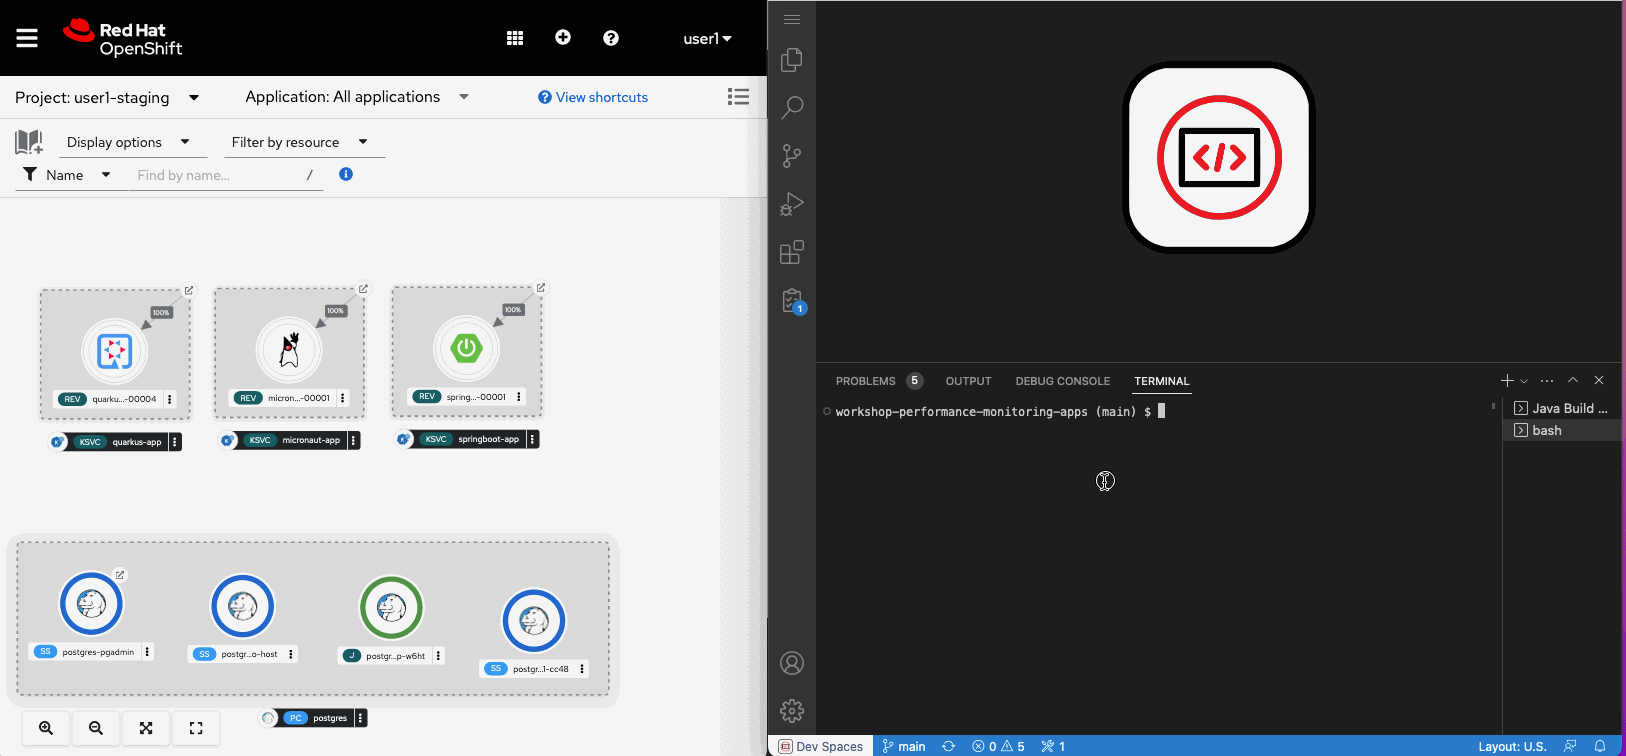 Red Hat
OpenShift
user1
Project: user1-staging
Application: All applications
View shortcuts
Display options
Filter by resource
Name
Find by name...
/
100%
100%
100%
REV quarku...-00004
REV micron...-00001
REV spring...-00001
KSVC quarkus-app
KSVC micronaut-app
KSVC springboot-app
SS postgres-pgadmin
SS postgr...o-host
J postgr...p-w6ht
SS postgr...1-cc48
PC postgres
</>
1
PROBLEMS 5
OUTPUT
DEBUG CONSOLE
TERMINAL
workshop-performance-monitoring-apps (main) $
Java Build ...
bash
Dev Spaces
main
0
5
1
Layout: U.S.